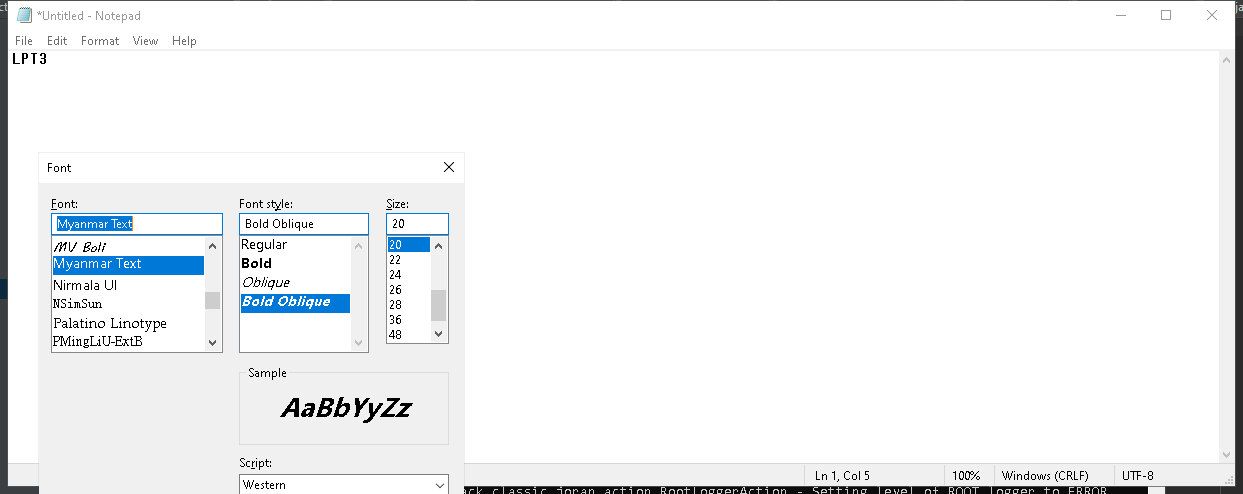 *Untitled - Notepad
File Edit Format View Help
LPT3
Font
Font: Font style: Size:
Myanmar Text Bold Oblique 20
MV Boli Regular 20
Myanmar Text Bold 22
Nirmala UI Oblique 24
NSimSun Bold Oblique 26
Palatino Linotype 28
PMingLiU-ExtB 36
48
Sample
AaBbYyZz
Script:
Western
Ln 1, Col 5 100% Windows (CRLF) UTF-8
ack.classic.joran.action.RootLoggerAction - Setting level of ROOT logger to ERROR